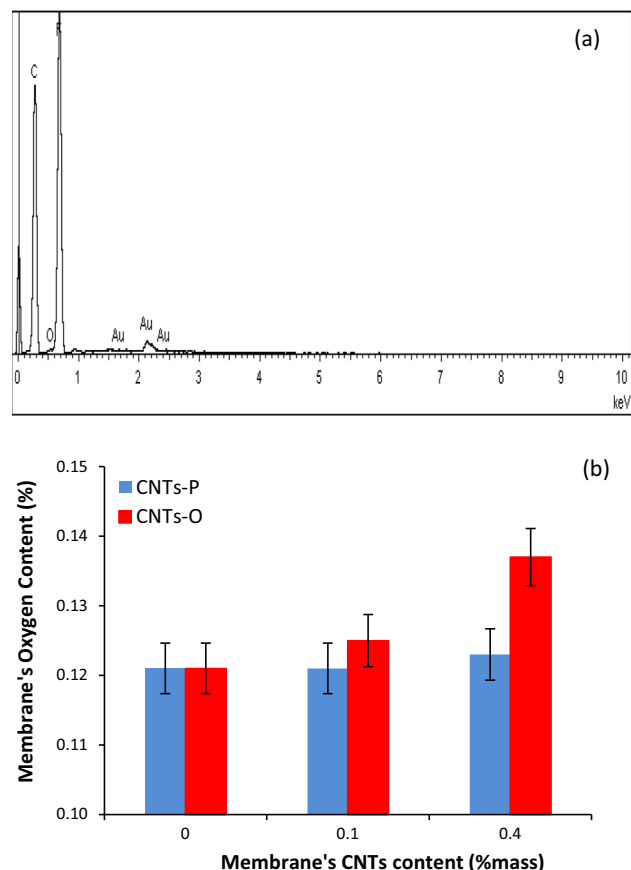 (a)
C
O
Au
Au
Au
0 1 2 3 4 5 6 7 8 9 10
keV
(b)
CNTs-P
CNTs-O
Membrane's Oxygen Content (%)
0.15
0.14
0.13
0.12
0.11
0.10
0 0.1 0.4
Membrane's CNTs content (%mass)